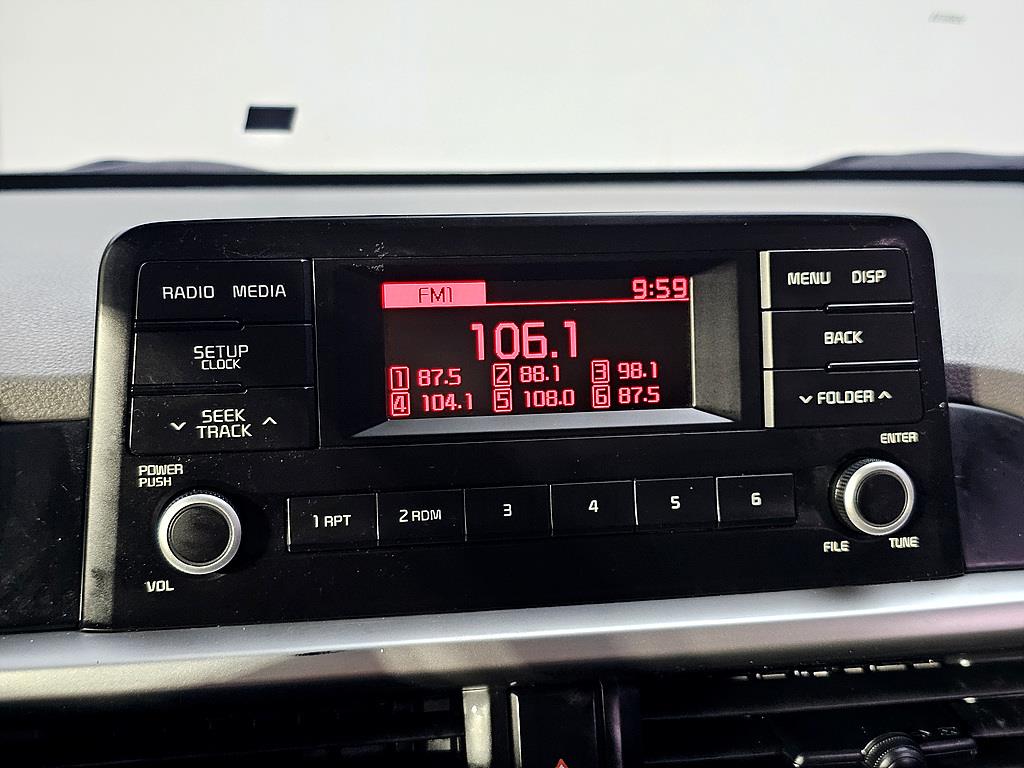 RADIO MEDIA
SETUP
CLOCK
SEEK
TRACK
POWER
PUSH
VOL
FM1 9:59
106.1
1 87.5 2 88.1 3 98.1
4 104.1 5 108.0 6 87.5
MENU DISP
BACK
FOLDER
ENTER
FILE TUNE
1 RPT 2 RDM 3 4 5 6